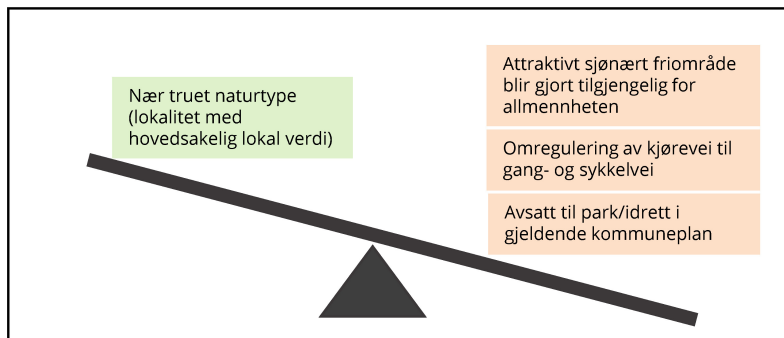 Nær truet naturtype
(lokalitet med
hovedsakelig lokal verdi)
Attraktivt sjønært friområde
blir gjort tilgjengelig for
allmennheten
Omregulering av kjørevei til
gang- og sykkelvei
Avsatt til park/idrett i
gjeldende kommuneplan